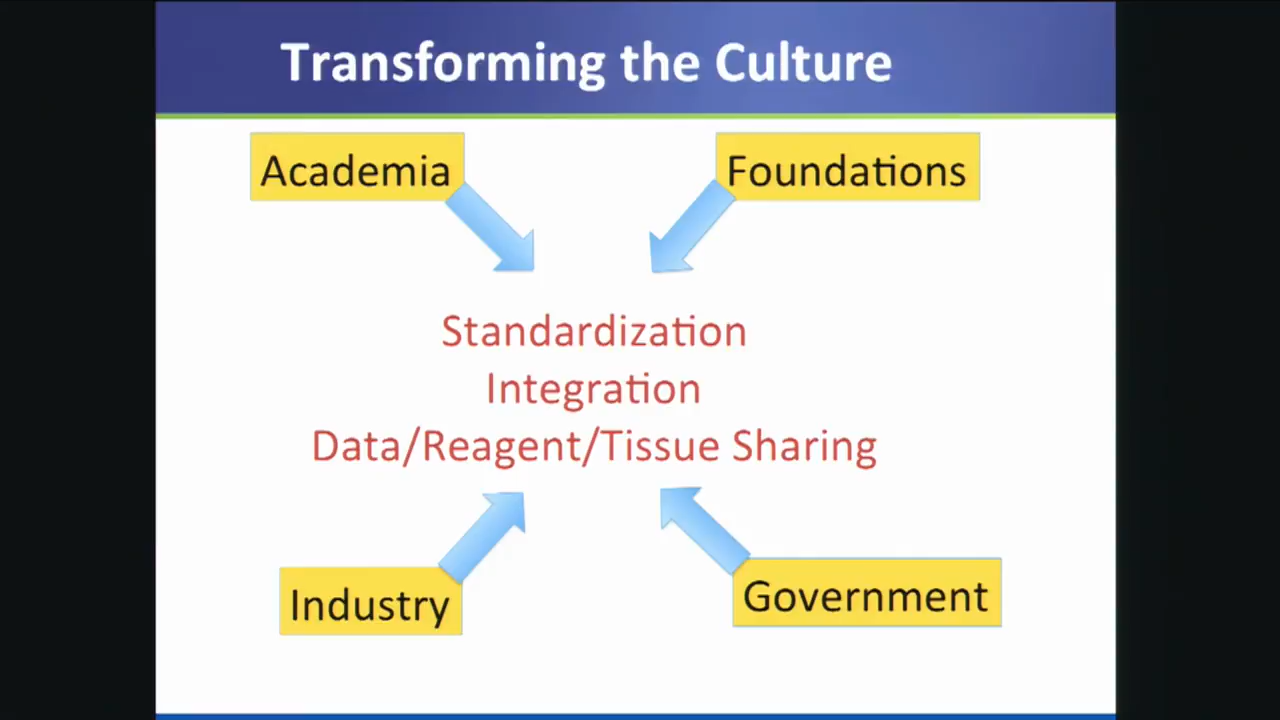 Transforming the Culture
Academia
Foundations
Standardization
Integration
Data/Reagent/Tissue Sharing
Industry
Government